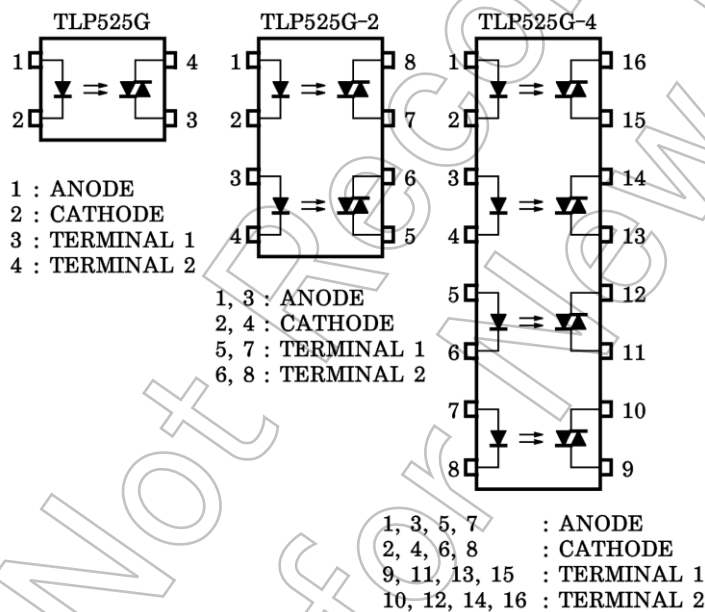 TLP525G
1
2
4
3
1 : ANODE
2 : CATHODE
3 : TERMINAL 1
4 : TERMINAL 2
TLP525G-2
1
2
3
4
8
7
6
5
1, 3 : ANODE
2, 4 : CATHODE
5, 7 : TERMINAL 1
6, 8 : TERMINAL 2
TLP525G-4
1
2
3
4
5
6
7
8
16
15
14
13
12
11
10
9
1, 3, 5, 7 : ANODE
2, 4, 6, 8 : CATHODE
9, 11, 13, 15 : TERMINAL 1
10, 12, 14, 16 : TERMINAL 2
Not Reco
for New